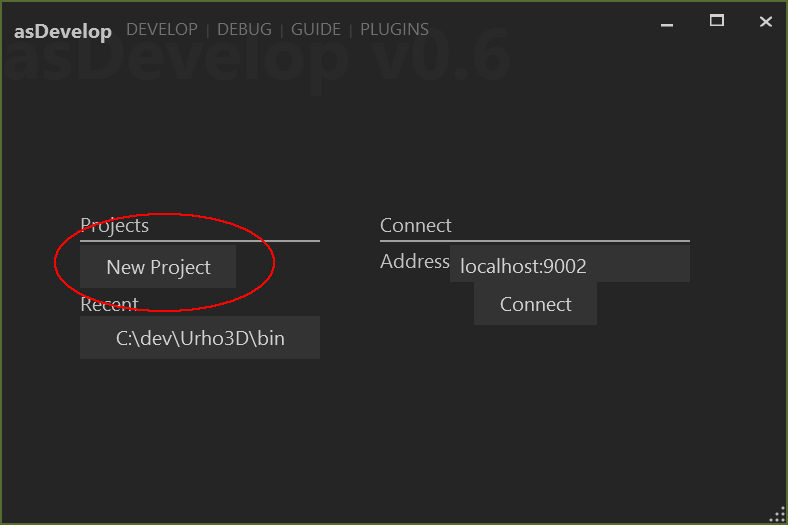 asDevelop DEVELOP | DEBUG | GUIDE | PLUGINS
asDevelop v0.6
Projects
New Project
Recent
C:\dev\Urho3D\bin
Connect
Address localhost:9002
Connect